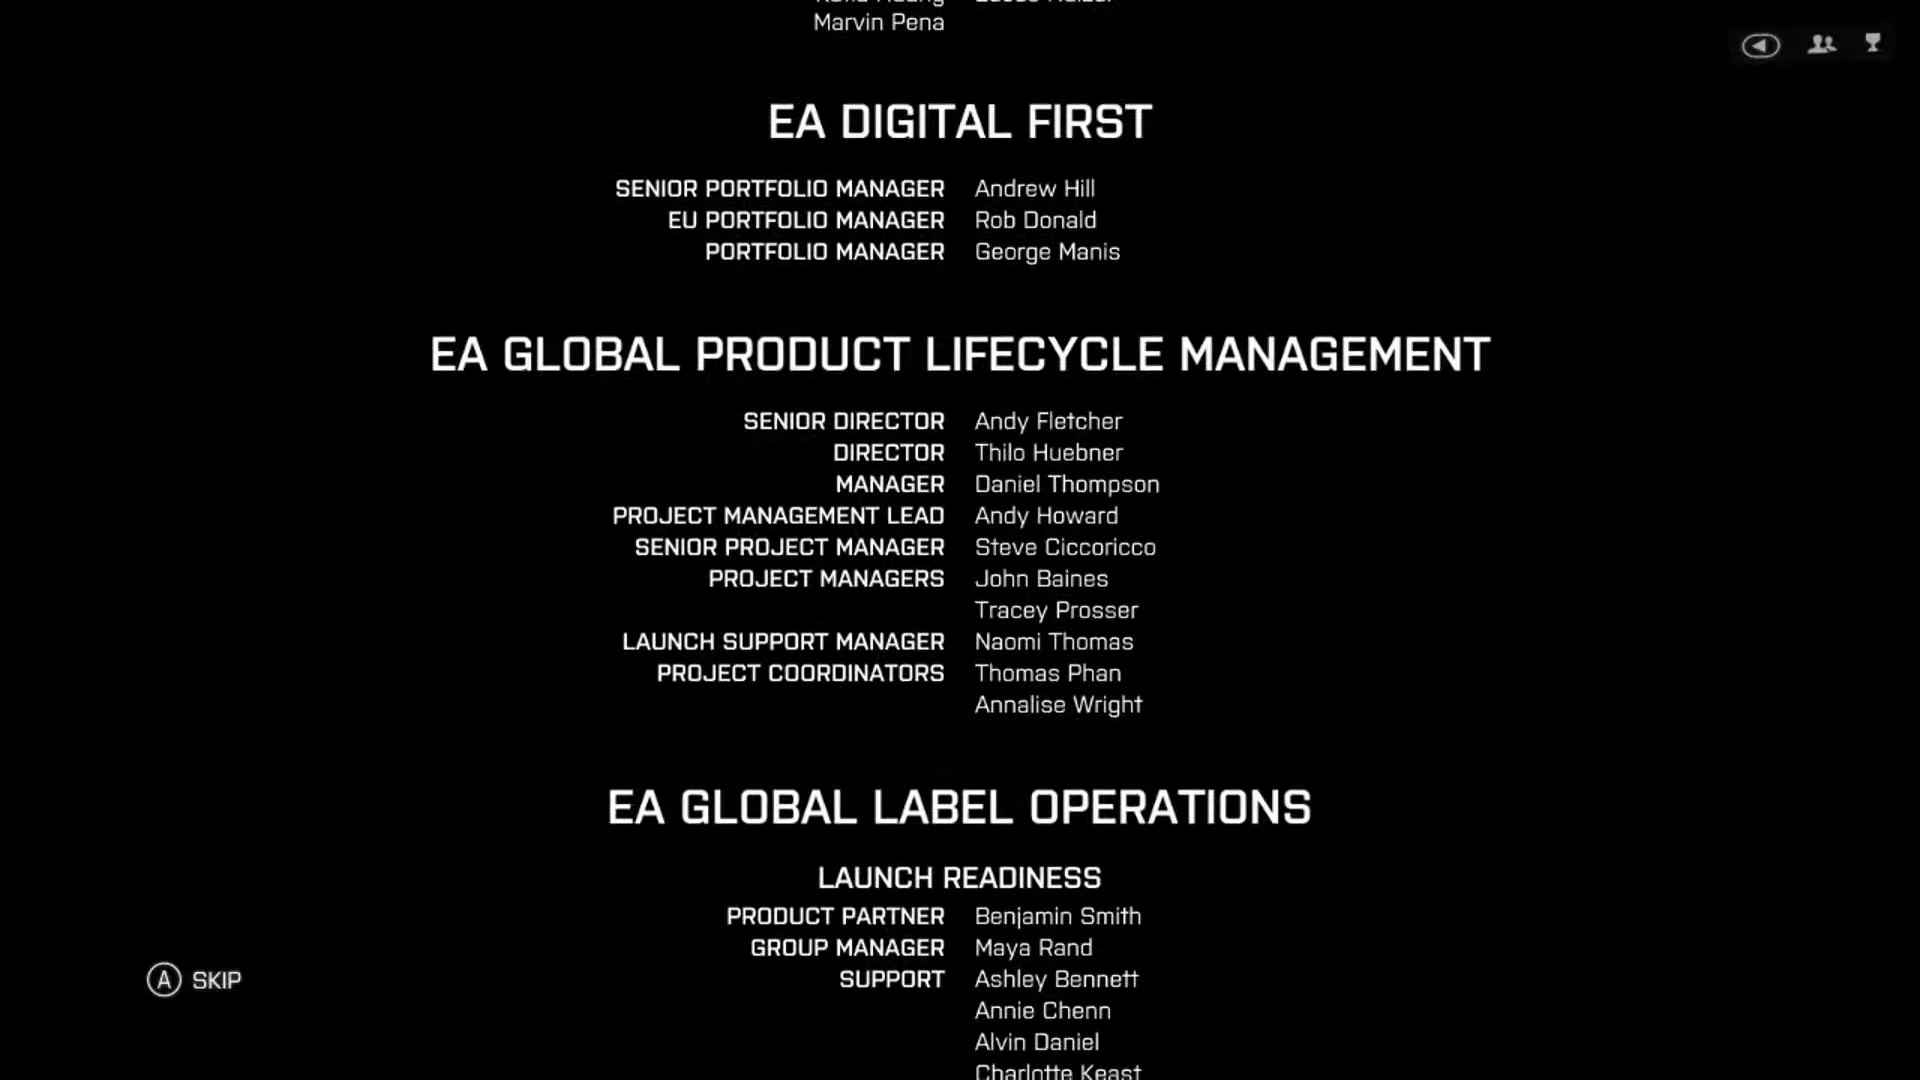 Marvin Pena
EA DIGITAL FIRST
SENIOR PORTFOLIO MANAGER Andrew Hill
EU PORTFOLIO MANAGER Rob Donald
PORTFOLIO MANAGER George Manis
EA GLOBAL PRODUCT LIFECYCLE MANAGEMENT
SENIOR DIRECTOR Andy Fletcher
DIRECTOR Thilo Huebner
MANAGER Daniel Thompson
PROJECT MANAGEMENT LEAD Andy Howard
SENIOR PROJECT MANAGER Steve Ciccoricco
PROJECT MANAGERS John Baines
Tracey Prosser
LAUNCH SUPPORT MANAGER Naomi Thomas
PROJECT COORDINATORS Thomas Phan
Annalise Wright
EA GLOBAL LABEL OPERATIONS
LAUNCH READINESS
PRODUCT PARTNER Benjamin Smith
GROUP MANAGER Maya Rand
SUPPORT Ashley Bennett
Annie Chenn
Alvin Daniel
Charlotte Keast
A SKIP